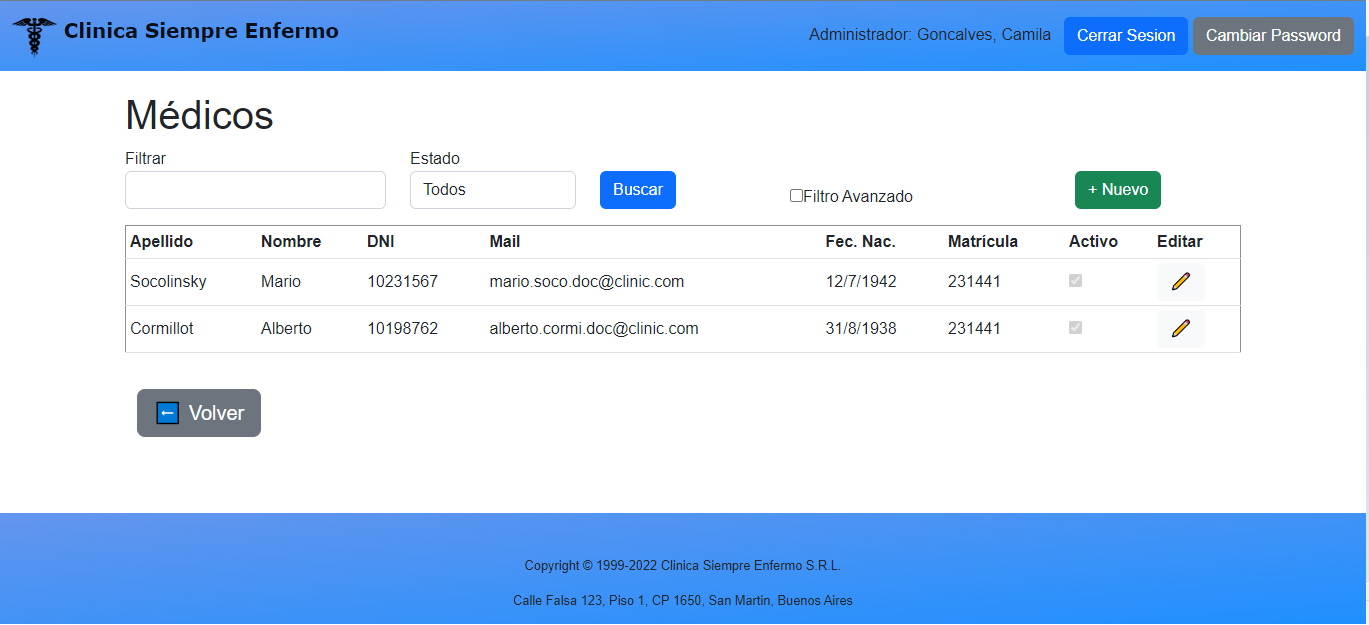 Clinica Siempre Enfermo
Administrador: Goncalves, Camila Cerrar Sesion Cambiar Password
Médicos
Filtrar Estado
Todos Buscar Filtro Avanzado + Nuevo
Apellido Nombre DNI Mail Fec. Nac. Matrícula Activo Editar
Socolinsky Mario 10231567 mario.soco.doc@clinic.com 12/7/1942 231441
Cormillot Alberto 10198762 alberto.cormi.doc@clinic.com 31/8/1938 231441
Volver
Copyright © 1999-2022 Clinica Siempre Enfermo S.R.L.
Calle Falsa 123, Piso 1, CP 1650, San Martin, Buenos Aires